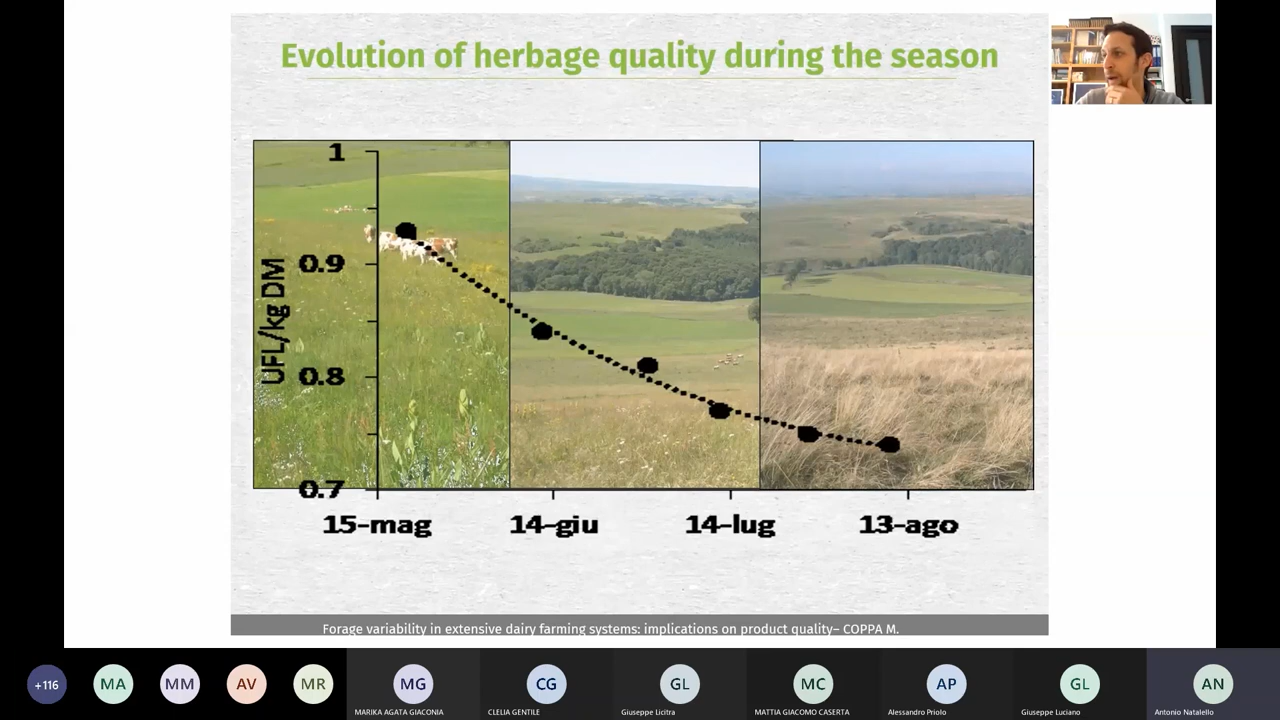 Evolution of herbage quality during the season
UFL/kg DM
1
0.9
0.8
0.7
15-mag 14-giu 14-lug 13-ago
Forage variability in extensive dairy farming systems: implications on product quality– COPPA M.
+116 MA MM AV MR MG CG GL MC AP GL AN
MARIKA AGATA GIACONIA CLELIA GENTILE Giuseppe Licitra MATTIA GIACOMO CASERTA Alessandro Priolo Giuseppe Luciano Antonio Natalello